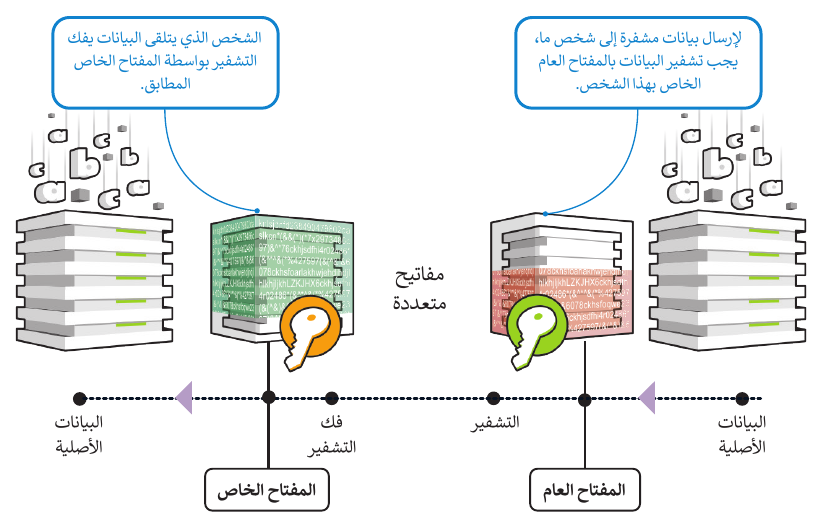 لإرسال بيانات مشفرة إلى شخص ما،
يجب تشفير البيانات بالمفتاح العام
الخاص بهذا الشخص.
الشخص الذي يتلقى البيانات يفك
التشفير بواسطة المفتاح الخاص
المطابق.
مفاتيح
متعددة
البيانات
الأصلية
التشفير
فك
التشفير
البيانات
الأصلية
المفتاح العام
المفتاح الخاص
a
b
c
b
a
c
a
a
b
c
b
a
c
a